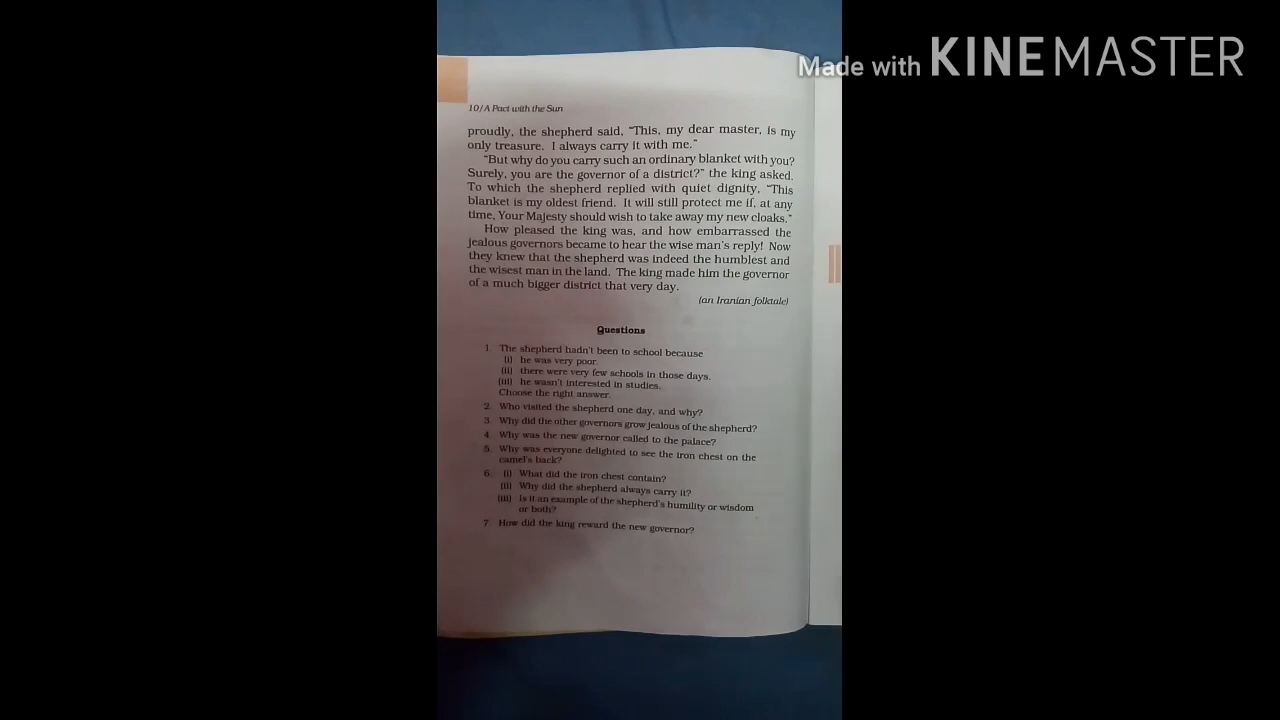 Made with KINEMASTER
10/A Pact with the Sun
proudly, the shepherd said, "This, my dear master, is my
only treasure. I always carry it with me."
"But why do you carry such an ordinary blanket with you?
Surely, you are the governor of a district?" the king asked.
To which the shepherd replied with quiet dignity, "This
blanket is my oldest friend. It will still protect me if, at any
time, Your Majesty should wish to take away my new cloaks."
How pleased the king was, and how embarrassed the
jealous governors became to hear the wise man's reply! Now
they knew that the shepherd was indeed the humblest and
the wisest man in the land. The king made him the governor
of a much bigger district that very day.
(an Iranian folktale)
Questions
1. The shepherd hadn't been to school because
(i) he was very poor.
(ii) there were very few schools in those days.
(iii) he wasn't interested in studies.
Choose the right answer.
2. Who visited the shepherd one day, and why?
3. Why did the other governors grow jealous of the shepherd?
4. Why was the new governor called to the palace?
5. Why was everyone delighted to see the iron chest on the
camel's back?
6. (i) What did the iron chest contain?
(ii) Why did the shepherd always carry it?
(iii) Is it an example of the shepherd's humility or wisdom
or both?
7. How did the king reward the new governor?